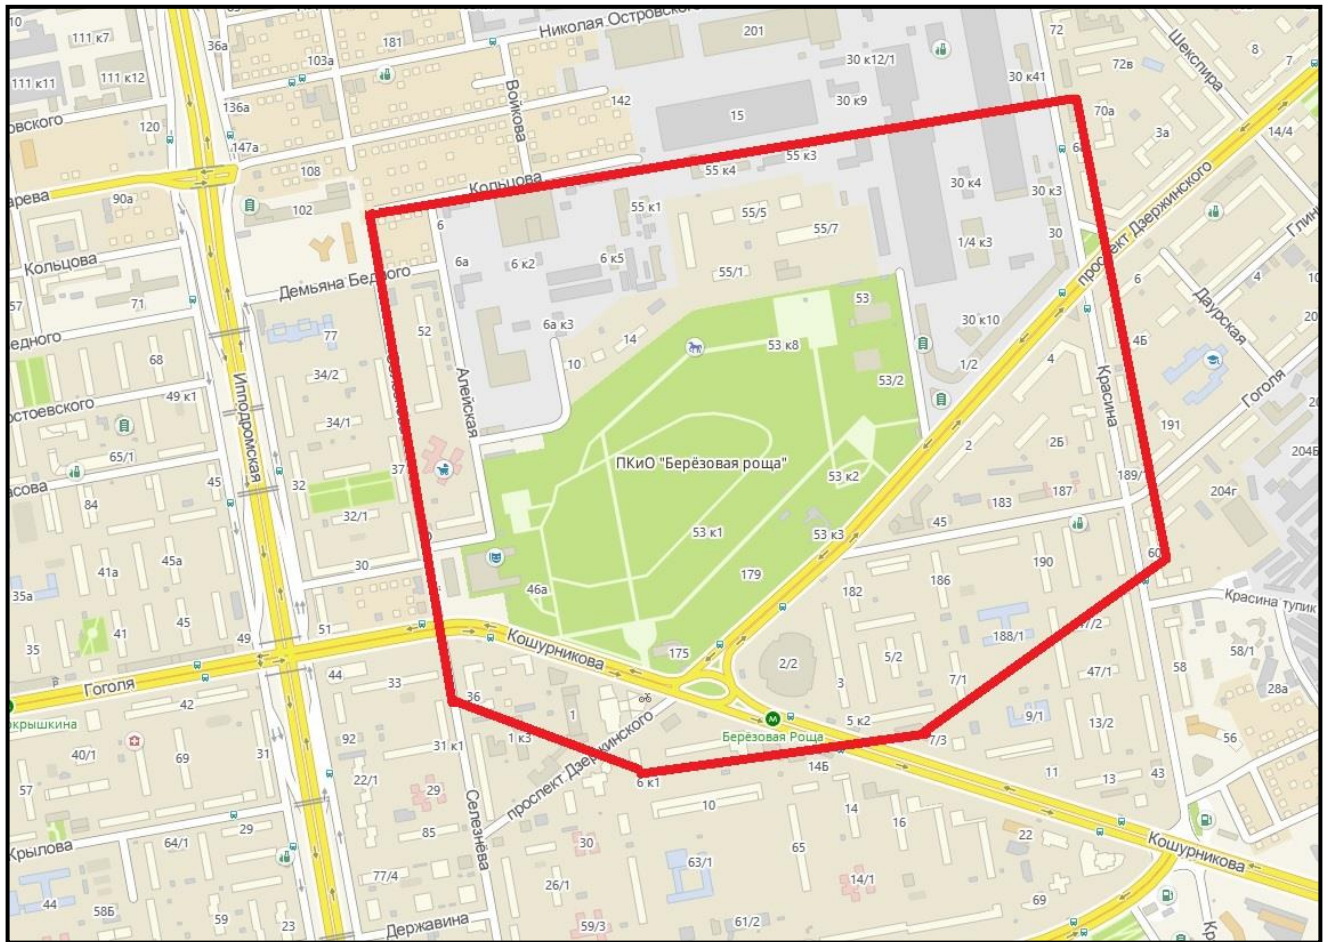 10
36а
Николая Островского
201
72
Шекспира
8
7
111 к7
181
103а
30 к12/1
72в
111 к11
111 к12
30 к41
136а
142
30 к9
Войкова
15
70а
3а
14/4
120
147а
108
55 к3
проспект Дзержинского
90а
102
Кольцова
55 к4
30 к4
30 к3
55 к1
55/5
55/7
30
6
1/4 к3
Кольцова
6а
6 к2
6 к5
55/1
6
4
57
71
Демьяна Бедного
53
Даурская
52
6а к3
30 к10
77
14
53 к8
4Б
68
10
1/2
4
34/2
Ипподромская
Алейская
53/2
Красина
Гоголя
49 к1
34/1
ПКиО "Берёзовая роща"
2
2Б
191
65/1
37
53 к2
204Б
45
32
187
84
183
204г
32/1
53 к1
53 к3
45
45а
30
190
41а
179
186
35а
46а
182
Красина тупик
45
51
188/1
41
49
Кошурникова
35
175
2/2
5/2
58
58/1
44
47/1
Гоголя
33
36
3
7/1
28а
42
1
9/1
13/2
92
Берёзовая Роща
5 к2
40/1
69
31
31 к1
1 к3
проспект Дзержинского
7/3
56
22/1
6 к1
14Б
11
13
43
57
29
Селезнёва
10
14
29
85
16
Крылова
64/1
22
Кошурникова
30
65
77/4
63/1
26/1
14/1
44
58Б
59
23
Державина
59/3
61/2
69